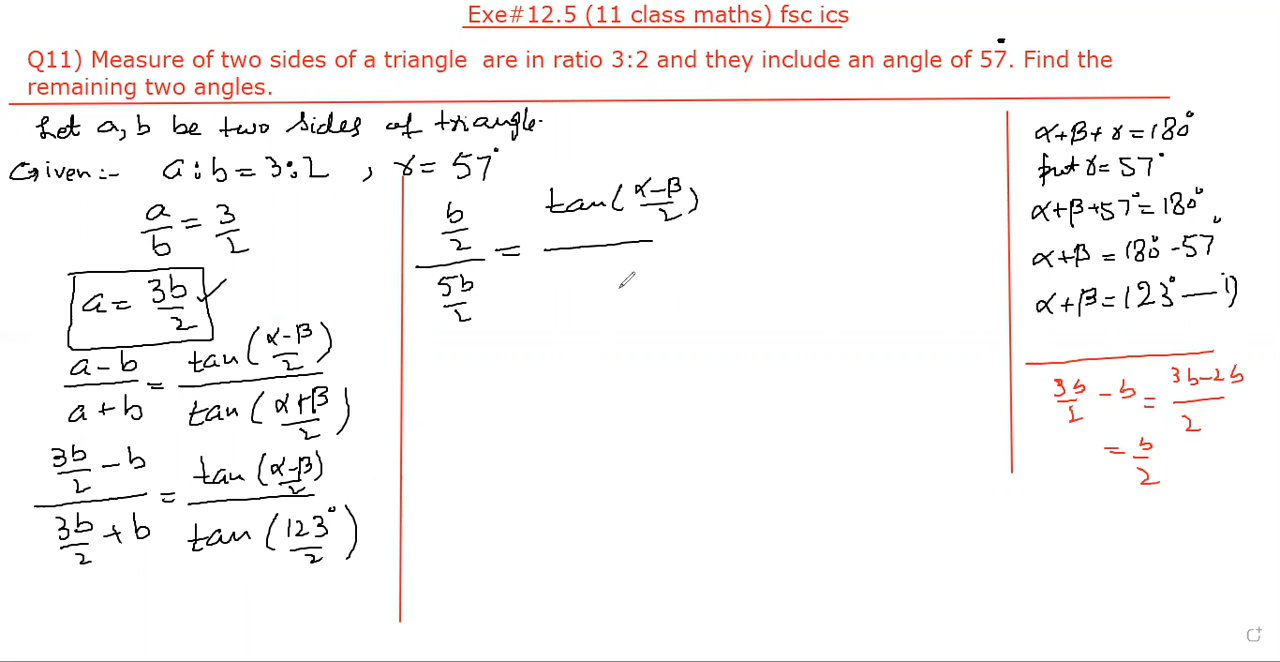 Exe#12.5 (11 class maths) fsc ics
Q11) Measure of two sides of a triangle are in ratio 3:2 and they include an angle of 57. Find the
remaining two angles.
Let a, b be two sides of triangle.
Given:- a:b = 3:2 , γ = 57°
a/b = 3/2
a = 3b/2 ✓
(a - b)/(a + b) = tan((α-β)/2)/tan((α+β)/2)
(3b/2 - b)/(3b/2 + b) = tan((α-β)/2)/tan(123°/2)
(b/2)/(5b/2) = tan((α-β)/2)
α+β+γ = 180°
put γ = 57°
α+β+57° = 180°
α+β = 180° - 57°
α+β = 123° — i)
3b/2 - b = (3b-2b)/2
= b/2